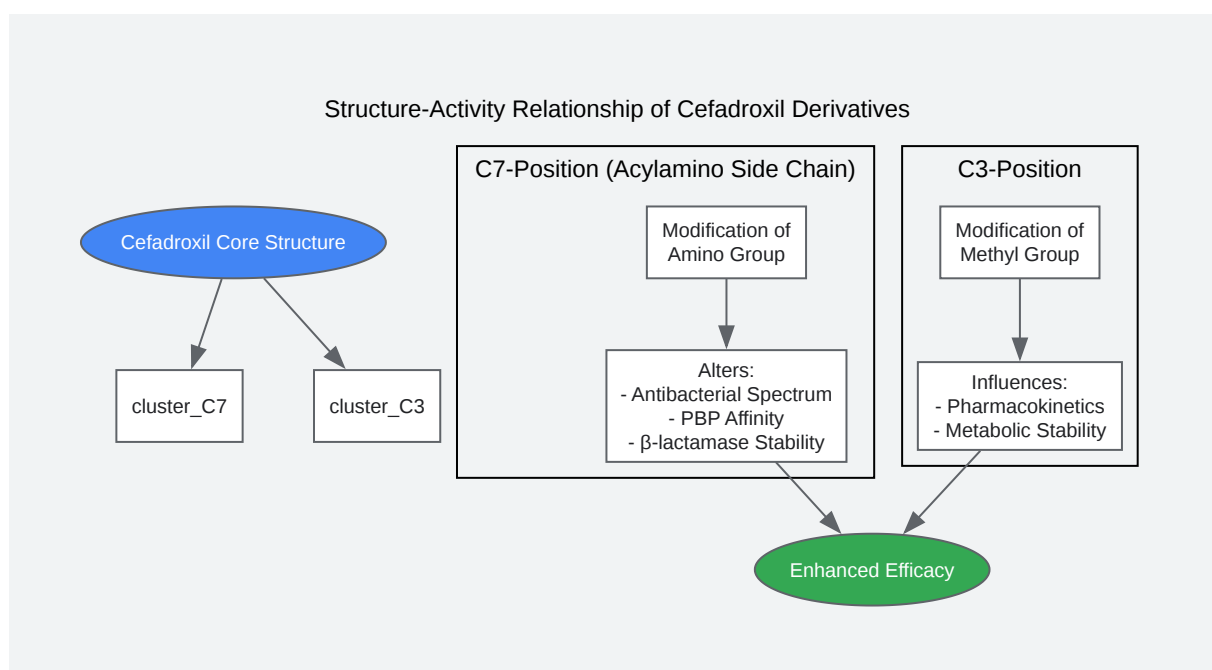 Structure-Activity Relationship of Cefadroxil Derivatives
C7-Position (Acylamino Side Chain)
C3-Position
Cefadroxil Core Structure
Modification of
Amino Group
Modification of
Methyl Group
cluster_C7
cluster_C3
Alters:
- Antibacterial Spectrum
- PBP Affinity
- β-lactamase Stability
Influences:
- Pharmacokinetics
- Metabolic Stability
Enhanced Efficacy